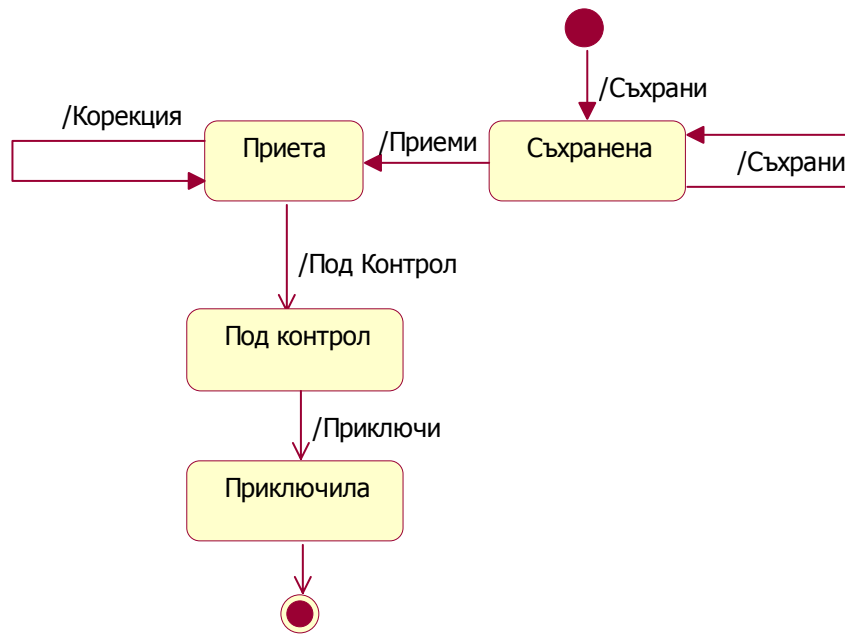 /Съхрани
/Корекция
Приета
/Приеми
Съхранена
/Съхрани
/Под Контрол
Под контрол
/Приключи
Приключила